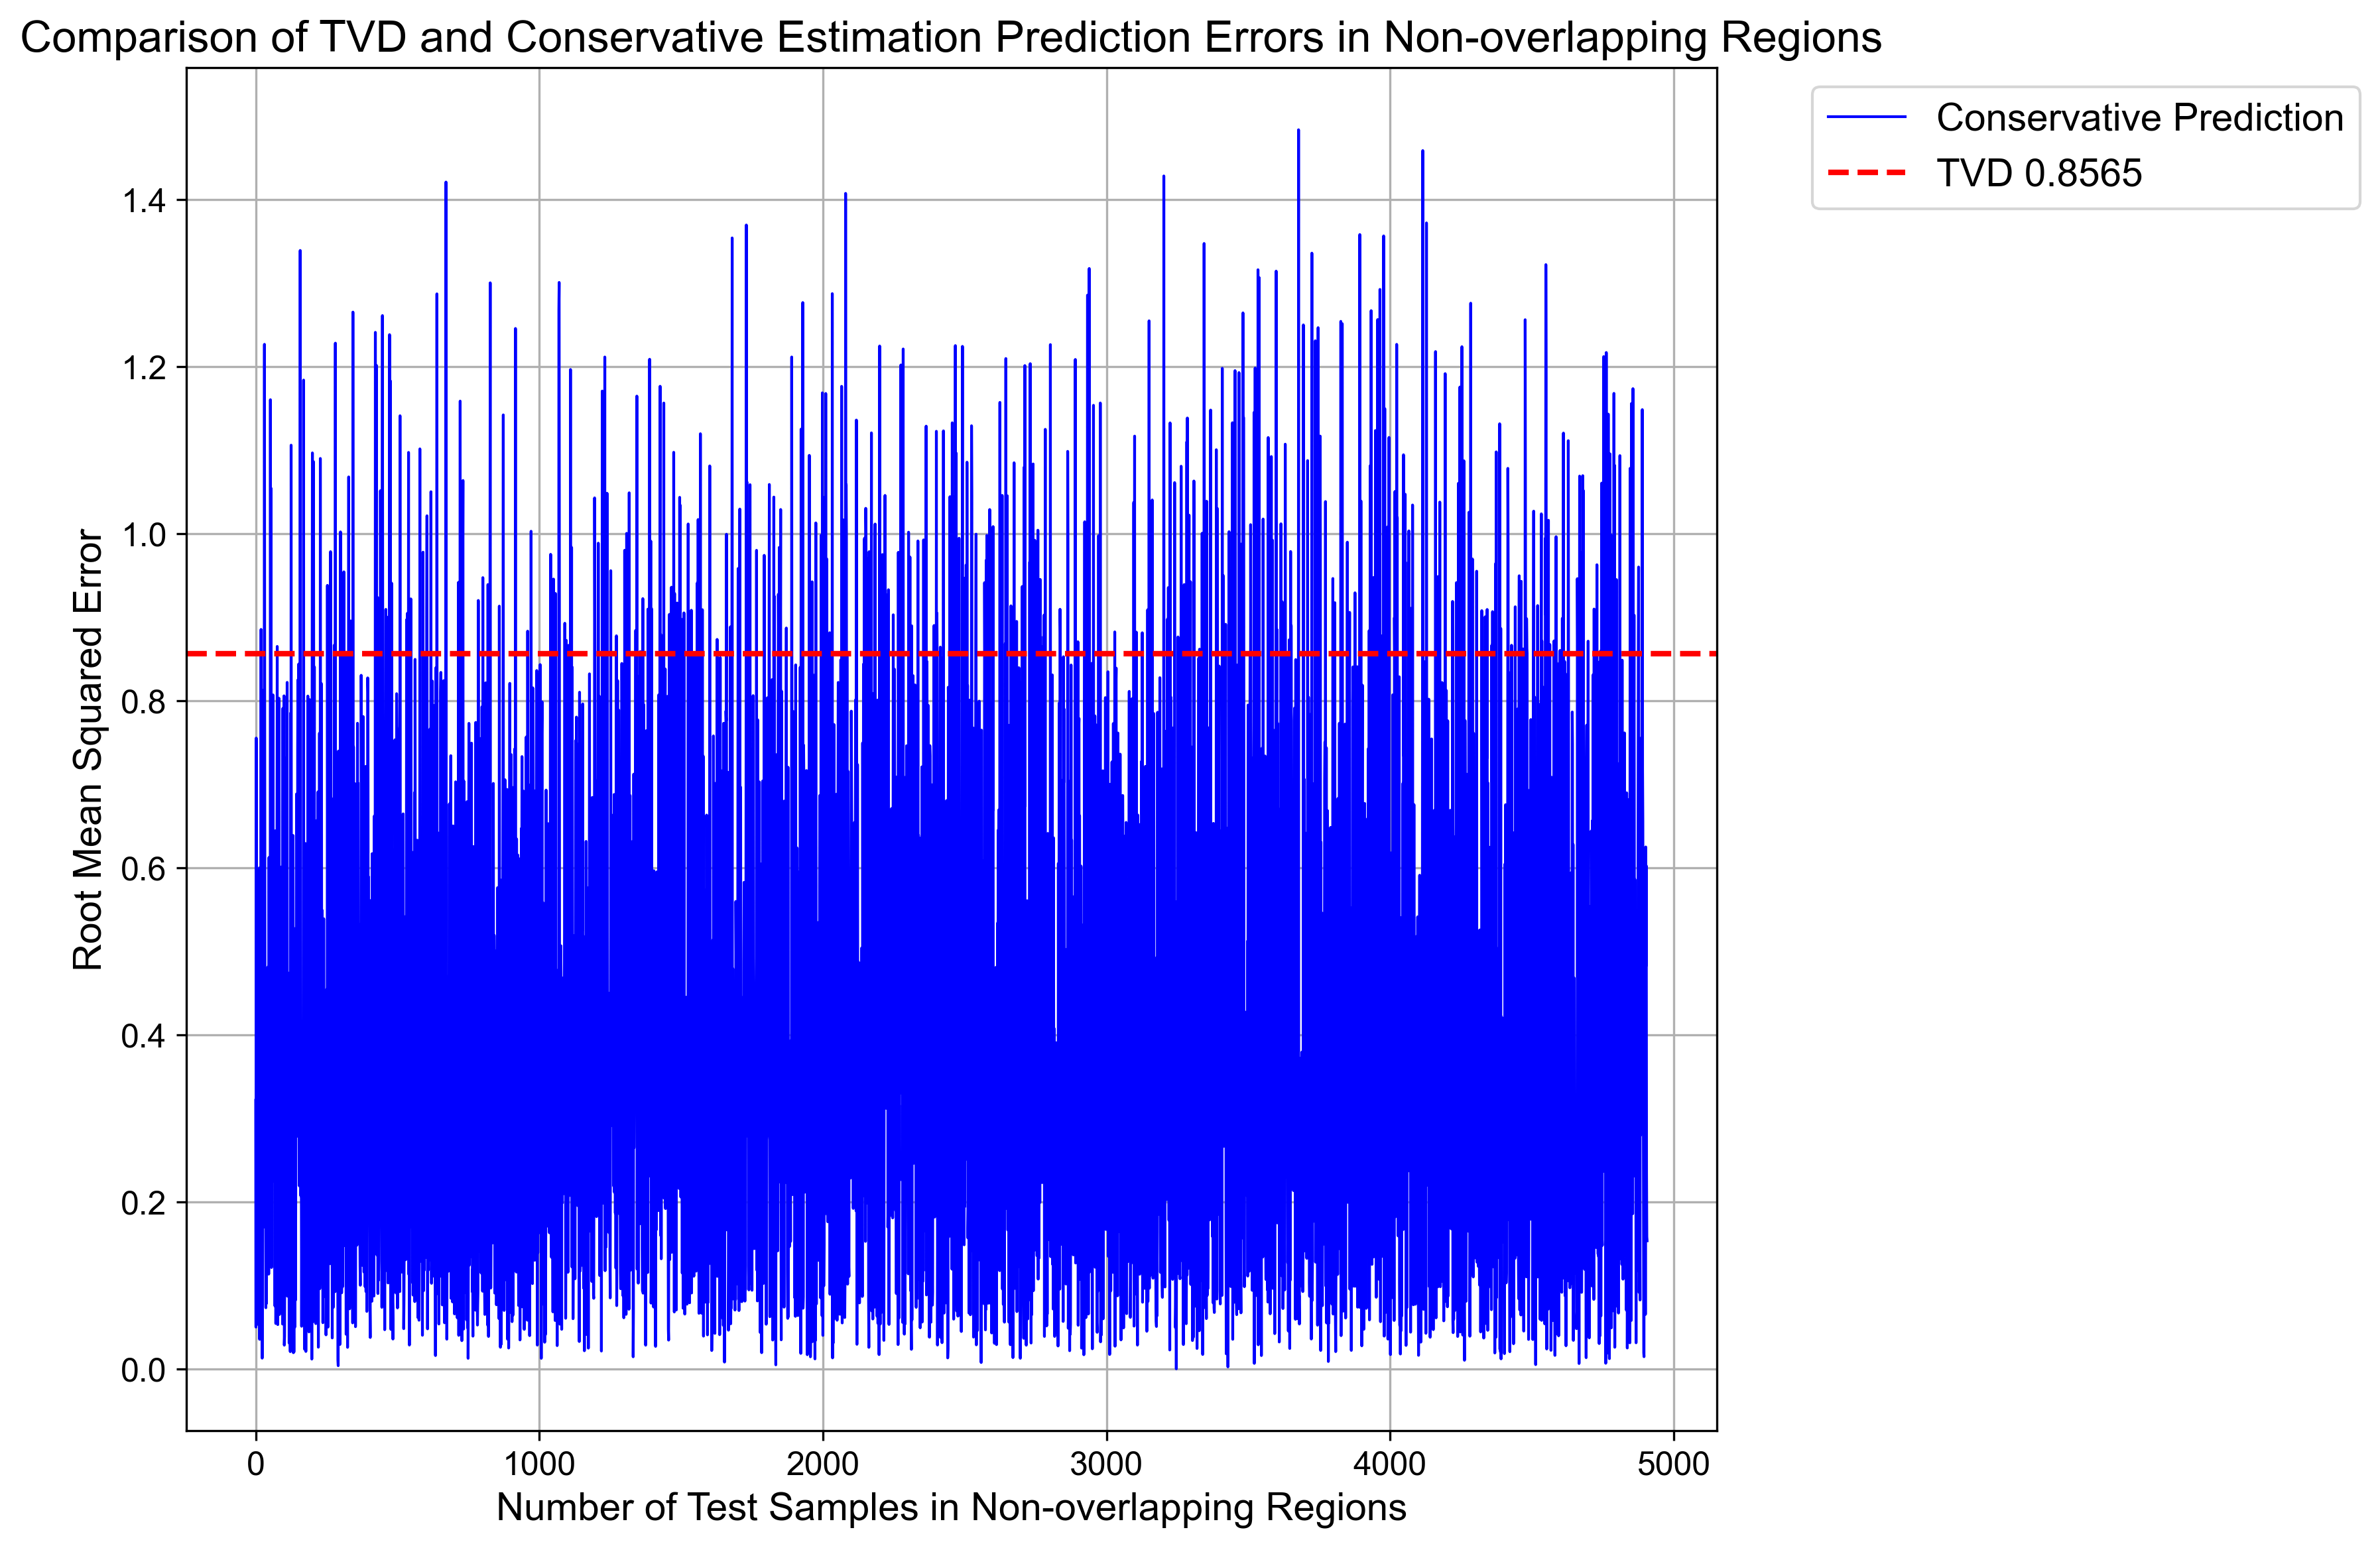 Comparison of TVD and Conservative Estimation Prediction Errors in Non-overlapping Regions
Conservative Prediction
TVD 0.8565
Root Mean Squared Error
1.4
1.2
1.0
0.8
0.6
0.4
0.2
0.0
0 1000 2000 3000 4000 5000
Number of Test Samples in Non-overlapping Regions